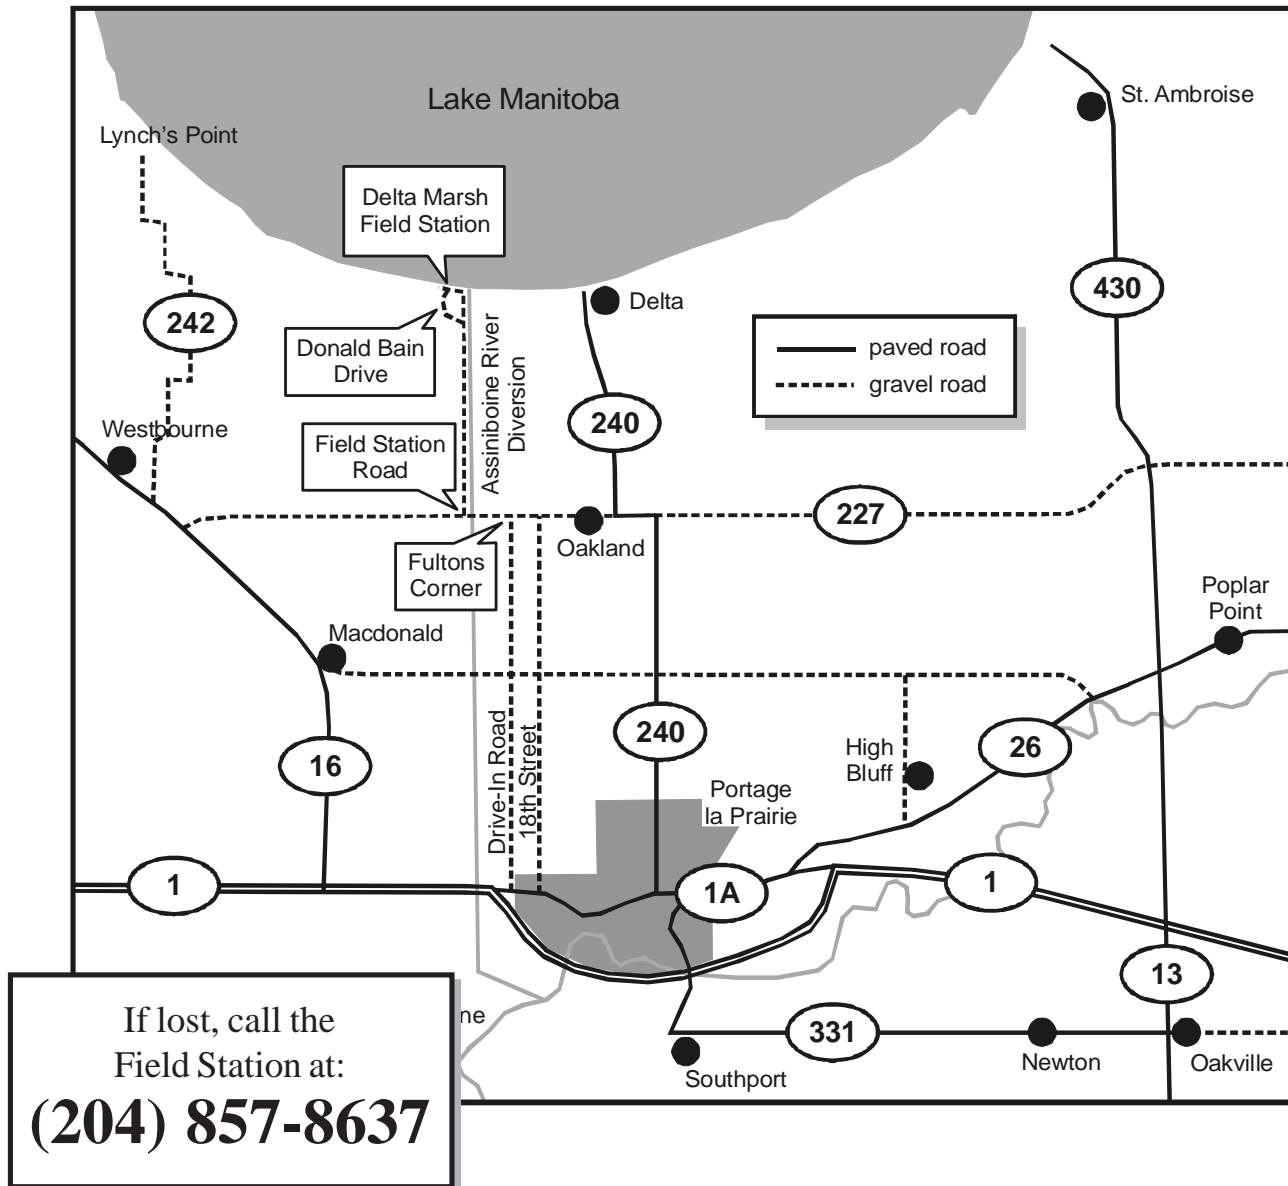 Lake Manitoba
St. Ambroise
Lynch's Point
Delta Marsh
Field Station
430
Delta
242
Donald Bain
Drive
Assiniboine River
Diversion
paved road
gravel road
240
Westbourne
Field Station
Road
227
Oakland
Fultons
Corner
Poplar
Point
Macdonald
240
26
16
High
Bluff
Drive-In Road
18th Street
Portage
la Prairie
1
1A
1
13
If lost, call the
Field Station at:
(204) 857-8637
ne
331
Newton
Oakville
Southport